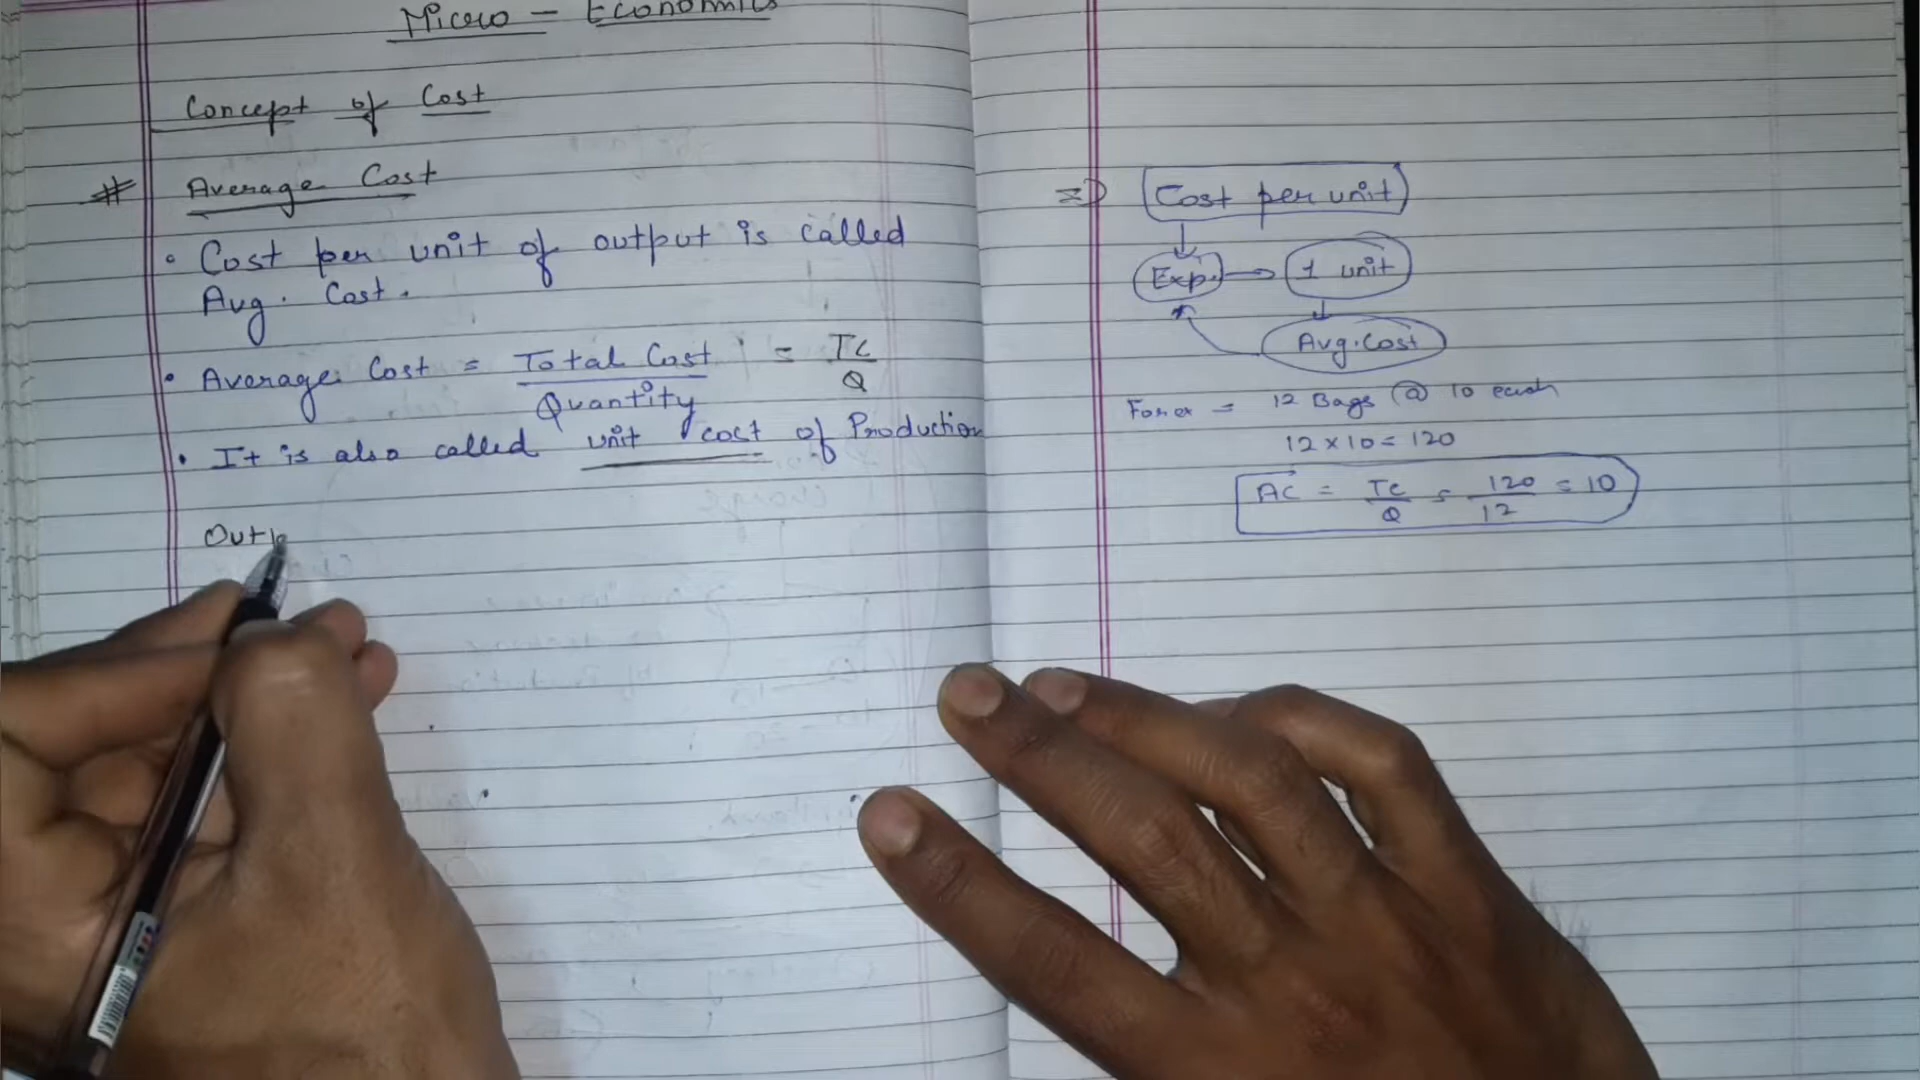 Micro - Economics
Concept of Cost
# Average Cost
• Cost per unit of output is called
Avg. Cost.
• Average Cost = Total Cost / Quantity = TC / Q
• It is also called unit cost of Production
Outp
=> Cost per unit
Exp. → 1 unit
Avg. Cost
For ex = 12 Bags @ 10 each
12 x 10 = 120
AC = TC / Q = 120 / 12 = 10